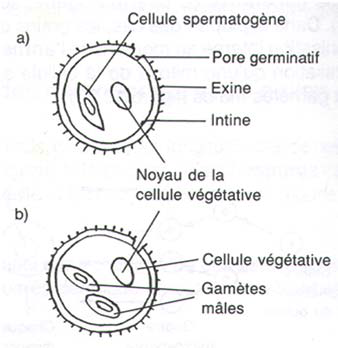 a)
Cellule spermatogène
Pore germinatif
Exine
Intine
Noyau de la
cellule végétative
b)
Cellule végétative
Gamètes
mâles